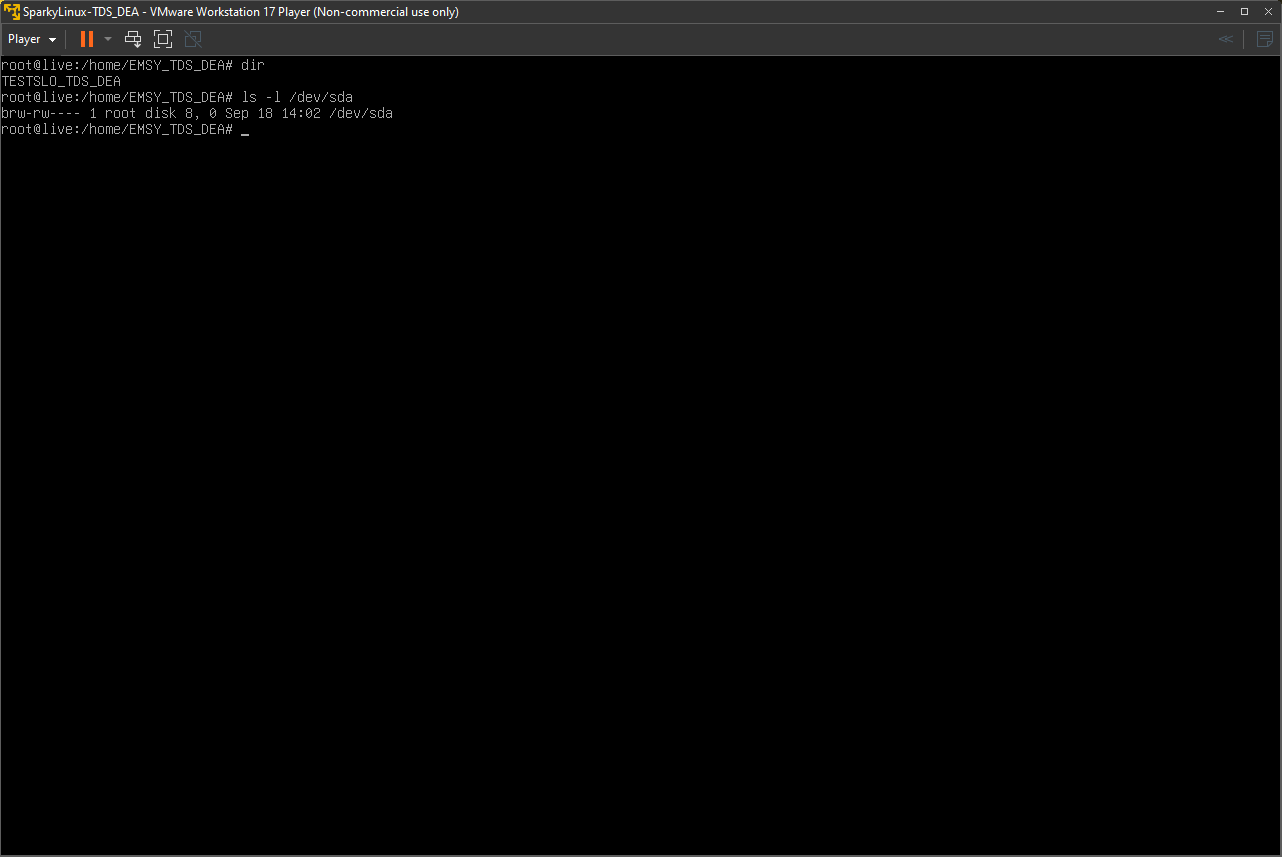 SparkyLinux-TDS_DEA - VMware Workstation 17 Player (Non-commercial use only)
Player
root@live:/home/EMSY_TDS_DEA# dir
TESTSLO_TDS_DEA
root@live:/home/EMSY_TDS_DEA# ls -l /dev/sda
brw-rw---- 1 root disk 8, 0 Sep 18 14:02 /dev/sda
root@live:/home/EMSY_TDS_DEA# _